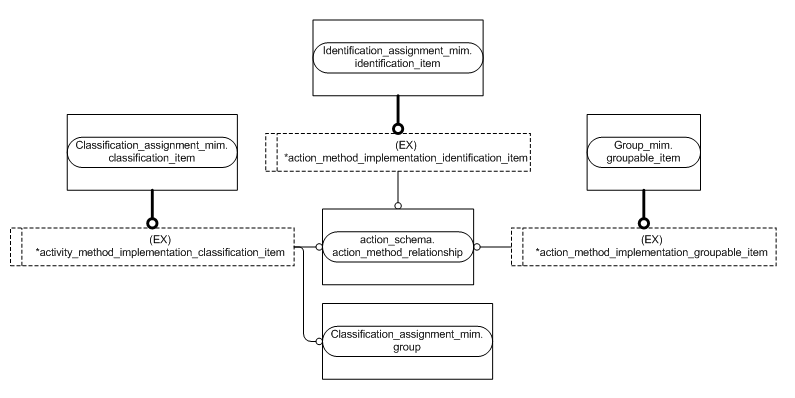 Identification_assignment_mim.
identification_item
Classification_assignment_mim.
classification_item
(EX)
*action_method_implementation_identification_item
Group_mim.
groupable_item
(EX)
*activity_method_implementation_classification_item
action_schema.
action_method_relationship
(EX)
*action_method_implementation_groupable_item
Classification_assignment_mim.
group